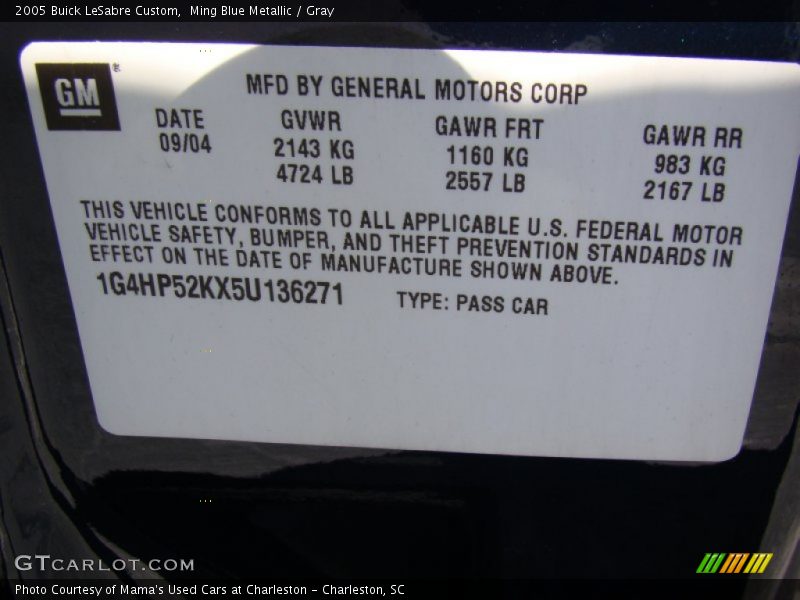 2005 Buick LeSabre Custom,  Ming Blue Metallic / Gray
GM
MFD BY GENERAL MOTORS CORP
DATE GVWR GAWR FRT GAWR RR
09/04 2143 KG 1160 KG 983 KG
4724 LB 2557 LB 2167 LB
THIS VEHICLE CONFORMS TO ALL APPLICABLE U.S. FEDERAL MOTOR
VEHICLE SAFETY, BUMPER, AND THEFT PREVENTION STANDARDS IN
EFFECT ON THE DATE OF MANUFACTURE SHOWN ABOVE.
1G4HP52KX5U136271 TYPE: PASS CAR
GTCARLOT.COM
Photo Courtesy of Mama's Used Cars at Charleston - Charleston, SC